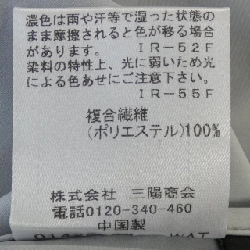 濃色は雨や汗等で湿った状態の
まま摩擦されると色が移る場合
があります。 IR-52F
染料の特性上、光に弱いため光
による色あせにご注意下さい。
IR-55F
複合繊維
(ポリエステル)100%
株式会社 三陽商会
電話0120-340-460
中国製